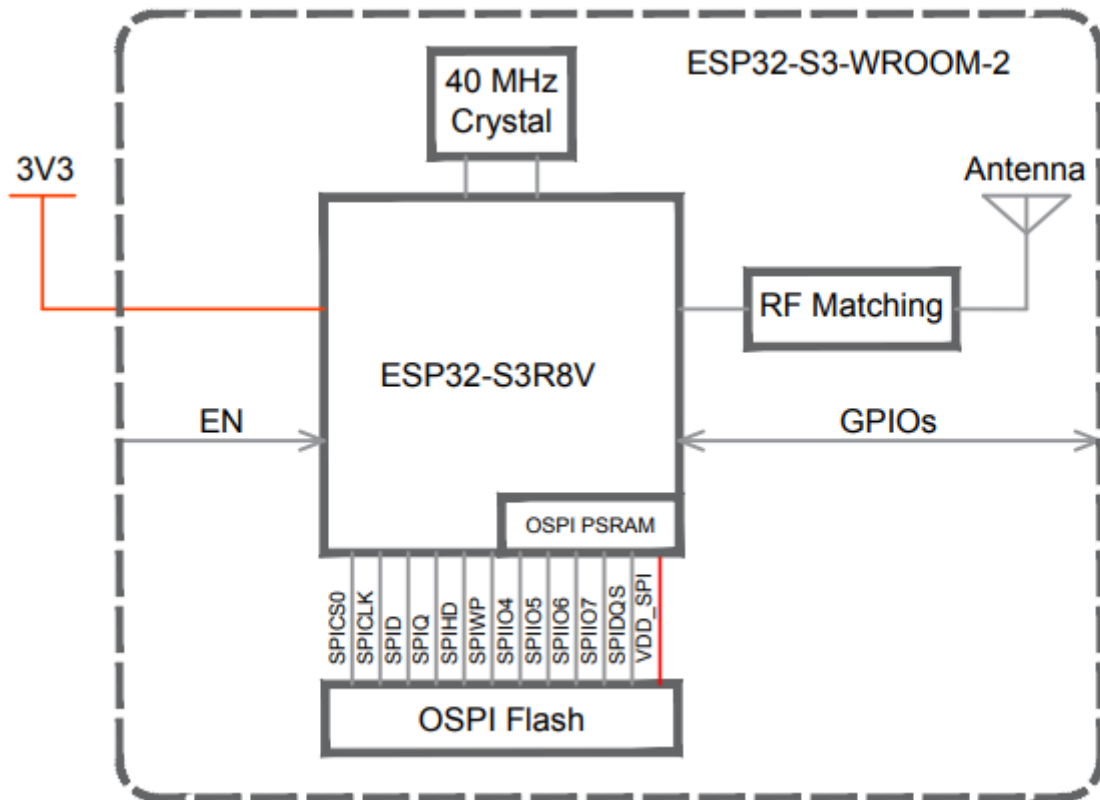 ESP32-S3-WROOM-2
40 MHz
Crystal
3V3
Antenna
RF Matching
ESP32-S3R8V
EN
GPIOs
OSPI PSRAM
SPICS0
SPICLK
SPID
SPIQ
SPIHD
SPIWP
SPIIO4
SPIIO5
SPIIO6
SPIIO7
SPIDQS
VDD_SPI
OSPI Flash